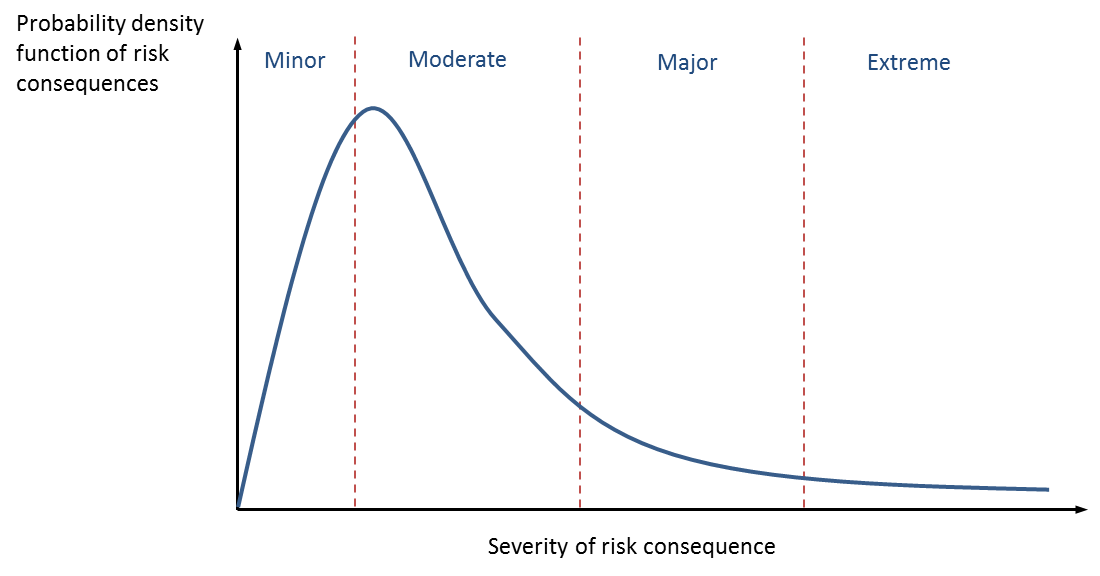 Probability density
function of risk
consequences
Minor
Moderate
Major
Extreme
Severity of risk consequence